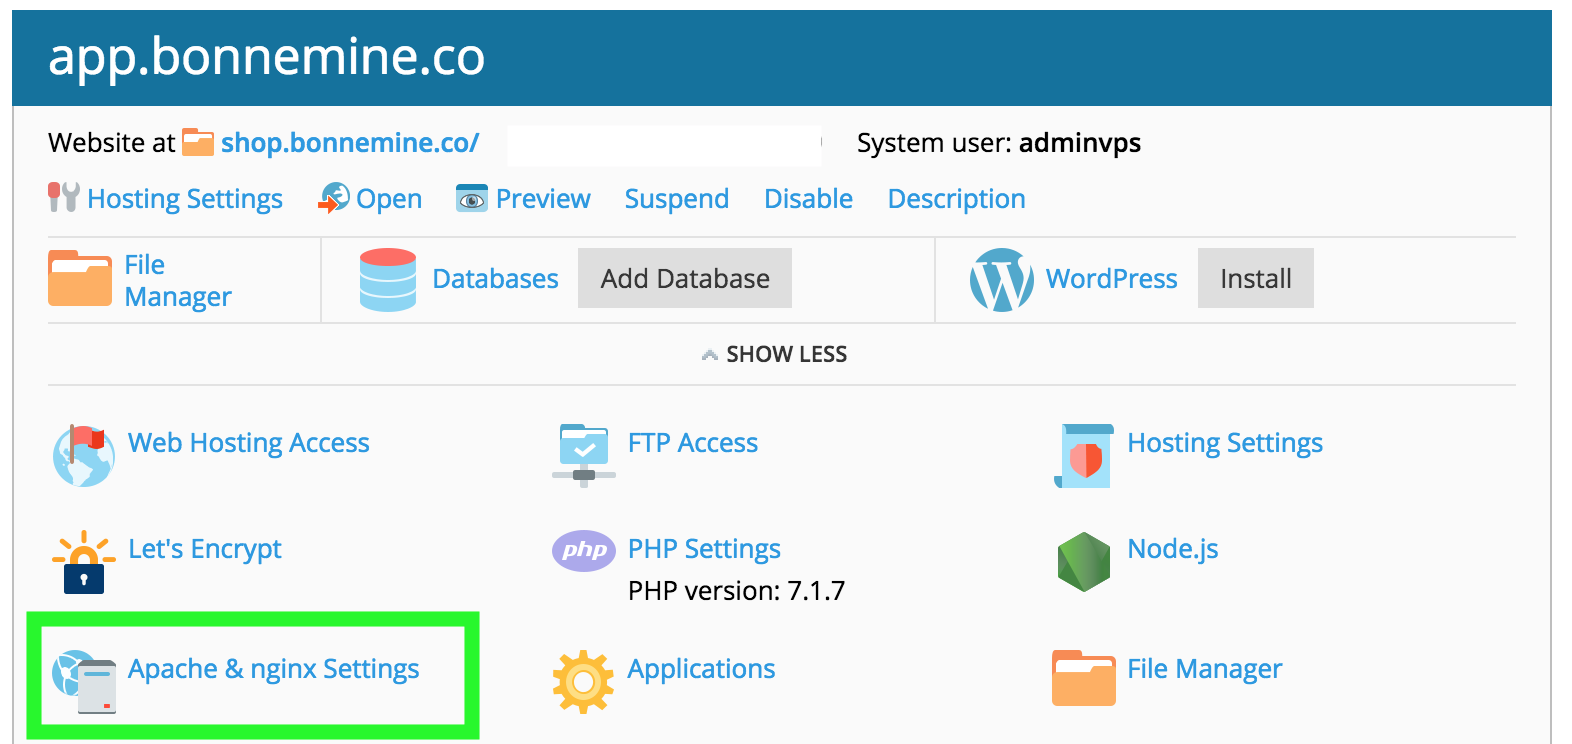 app.bonnemine.co
Website at shop.bonnemine.co/ System user: adminvps
Hosting Settings Open Preview Suspend Disable Description
File
Manager
Databases Add Database WordPress Install
SHOW LESS
Web Hosting Access FTP Access Hosting Settings
Let's Encrypt php PHP Settings Node.js
PHP version: 7.1.7
Apache & nginx Settings Applications File Manager